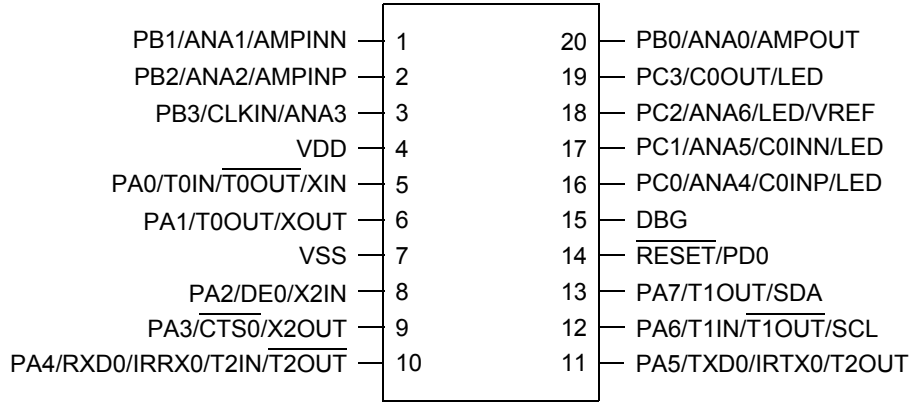 PB1/ANA1/AMPINN 1 20 PB0/ANA0/AMPOUT
PB2/ANA2/AMPINP 2 19 PC3/C0OUT/LED
PB3/CLKIN/ANA3 3 18 PC2/ANA6/LED/VREF
VDD 4 17 PC1/ANA5/C0INN/LED
PA0/T0IN/T0OUT/XIN 5 16 PC0/ANA4/C0INP/LED
PA1/T0OUT/XOUT 6 15 DBG
VSS 7 14 RESET/PD0
PA2/DE0/X2IN 8 13 PA7/T1OUT/SDA
PA3/CTS0/X2OUT 9 12 PA6/T1IN/T1OUT/SCL
PA4/RXD0/IRRX0/T2IN/T2OUT 10 11 PA5/TXD0/IRTX0/T2OUT